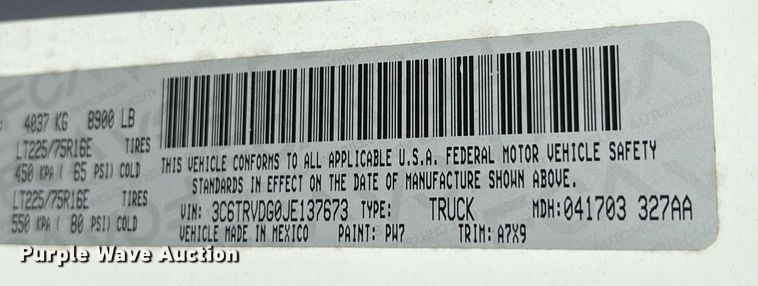 : 4037 KG 8900 LB
LT225/75R16E TIRES
450 KPA ( 65 PSI) COLD
LT225/75R16E TIRES
550 KPA ( 80 PSI) COLD
THIS VEHICLE CONFORMS TO ALL APPLICABLE U.S.A. FEDERAL MOTOR VEHICLE SAFETY
STANDARDS IN EFFECT ON THE DATE OF MANUFACTURE SHOWN ABOVE.
VIN: 3C6TRVDG0JE137673 TYPE: TRUCK MDH:041703 327AA
VEHICLE MADE IN MEXICO PAINT: PW7 TRIM: A7X9
Purple Wave Auction